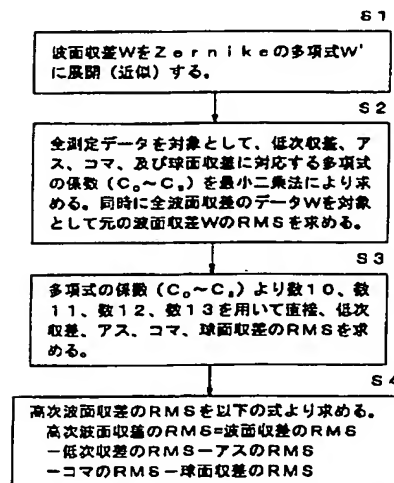 S1
波面収差WをZernikeの多項式W'
に展開(近似)する。
S2
全測定データを対象として、低次収差、ア
ス、コマ、及び球面収差に対応する多項式
の係数(C₀~C₈)を最小二乗法により求
める。同時に全波面収差のデータWを対象
として元の波面収差WのRMSを求める。
S3
多項式の係数(C₀~C₈)より数10、数
11、数12、数13を用いて直接、低次
収差、アス、コマ、球面収差のRMSを求
める。
S4
高次波面収差のRMSを以下の式より求める。
高次波面収差のRMS=波面収差のRMS
-低次収差のRMS-アスのRMS
-コマのRMS-球面収差のRMS